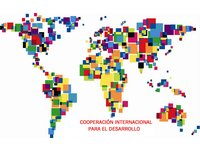 COOPERACIÓN INTERNACIONAL
PARA EL DESARROLLO